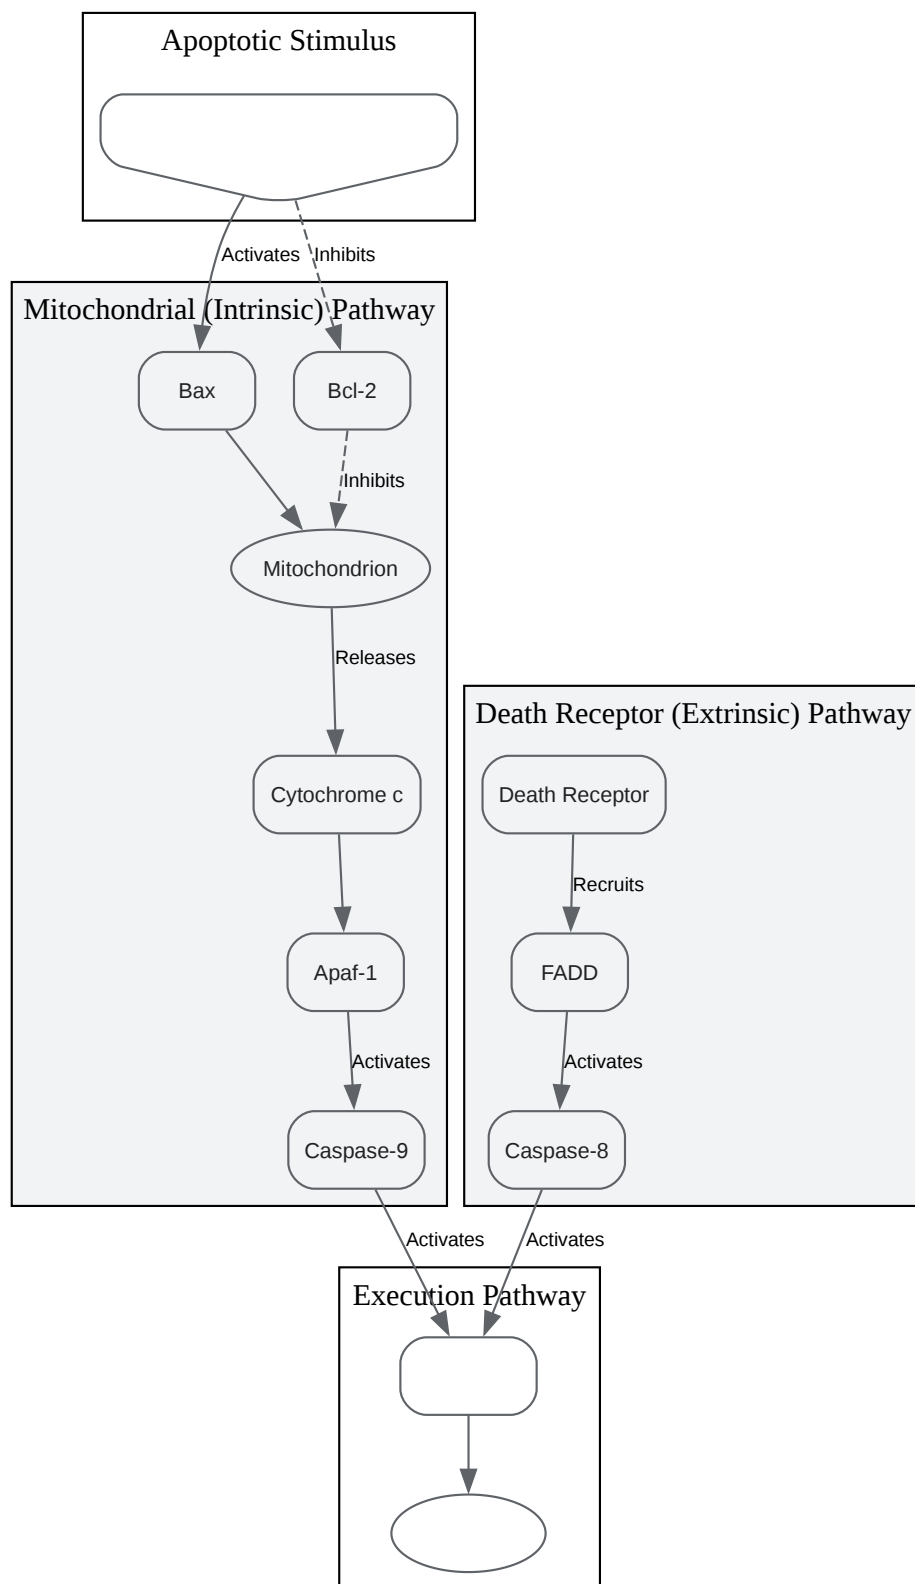 Apoptotic Stimulus
Activates
Inhibits
Mitochondrial (Intrinsic) Pathway
Bax
Bcl-2
Inhibits
Mitochondrion
Releases
Death Receptor (Extrinsic) Pathway
Cytochrome c
Death Receptor
Recruits
Apaf-1
FADD
Activates
Activates
Caspase-9
Caspase-8
Activates
Activates
Execution Pathway